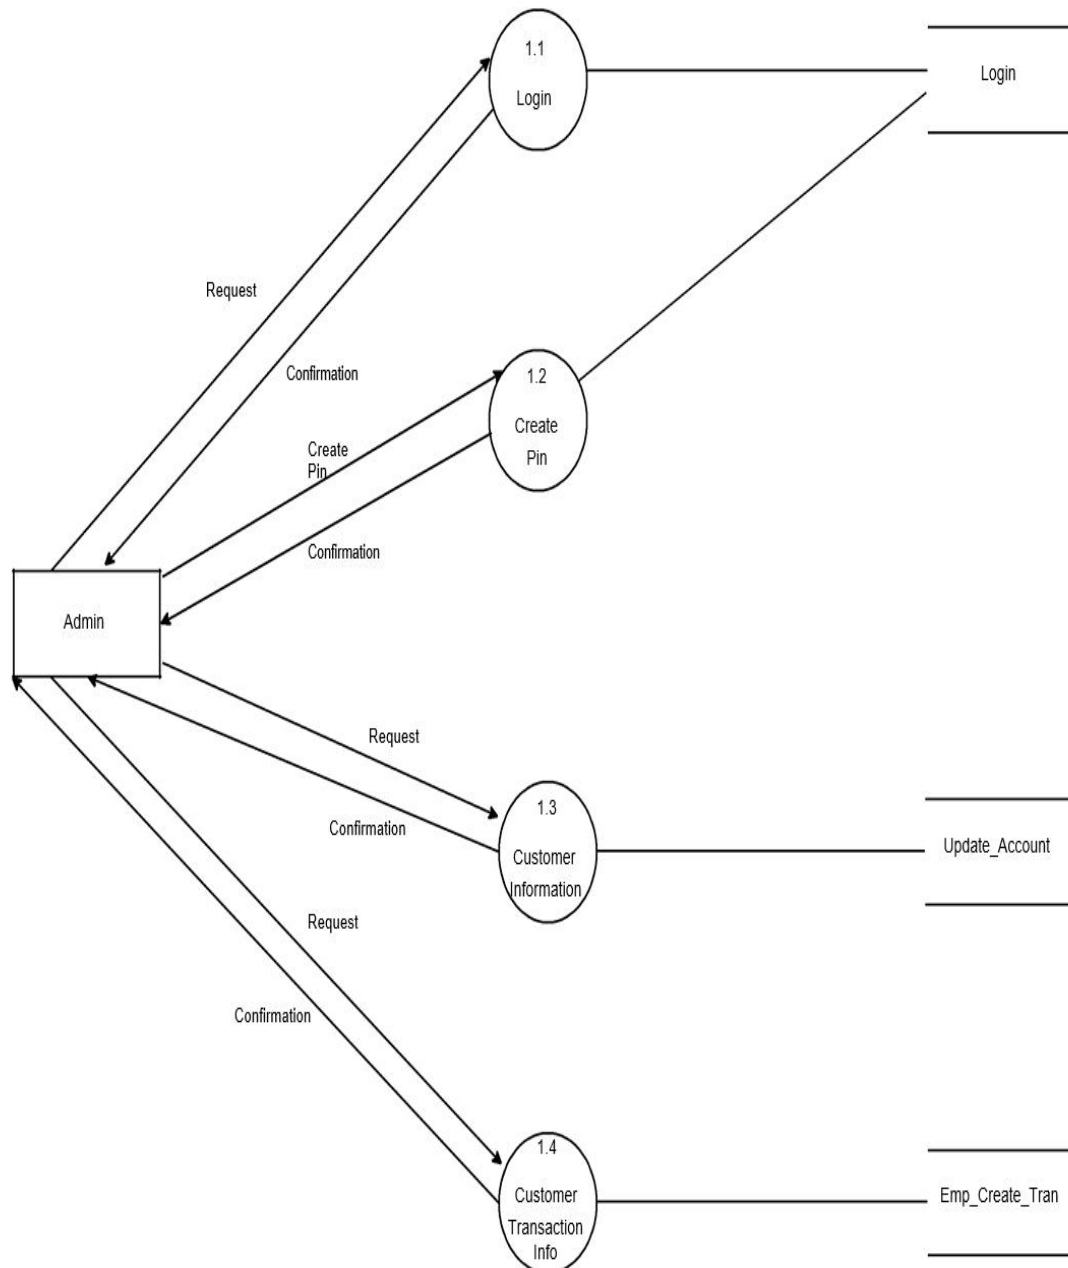 1.1
Login
Login
Request
Confirmation
1.2
Create
Pin
Create
Pin
Confirmation
Admin
Request
Confirmation
1.3
Customer
Information
Update_Account
Request
Confirmation
1.4
Customer
Transaction
Info
Emp_Create_Tran